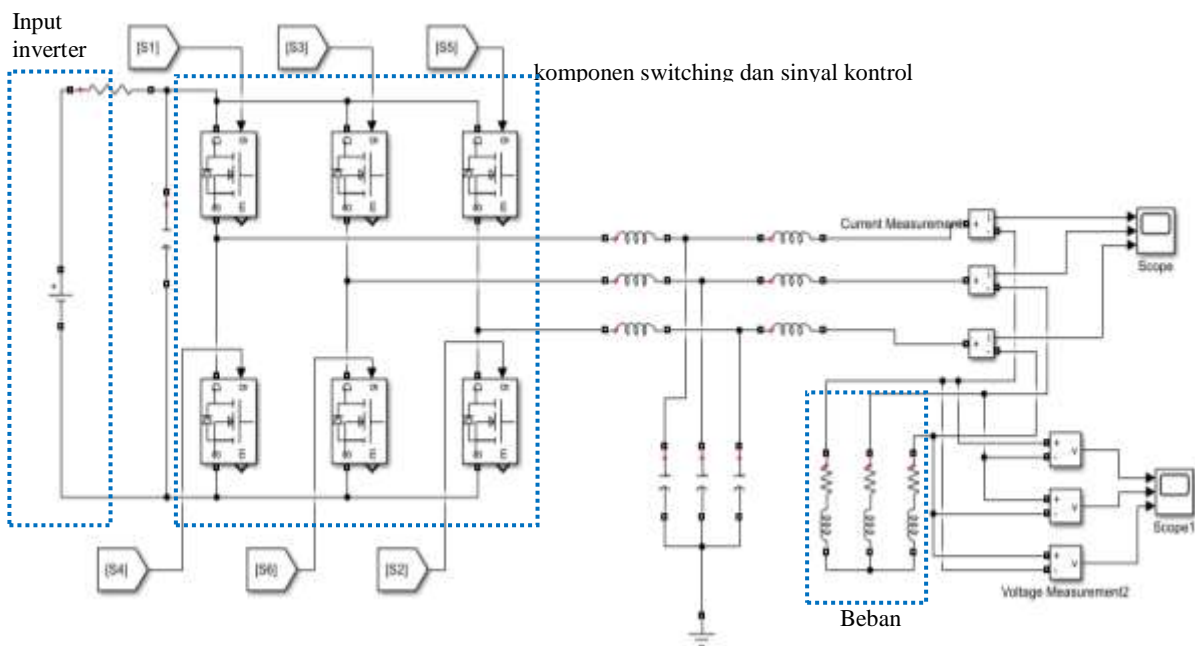 Input
inverter
[S1]
[S3]
[S5]
komponen switching dan sinyal kontrol
Current Measurement
Scope
[S4]
[S6]
[S2]
Scope1
Voltage Measurement2
Beban